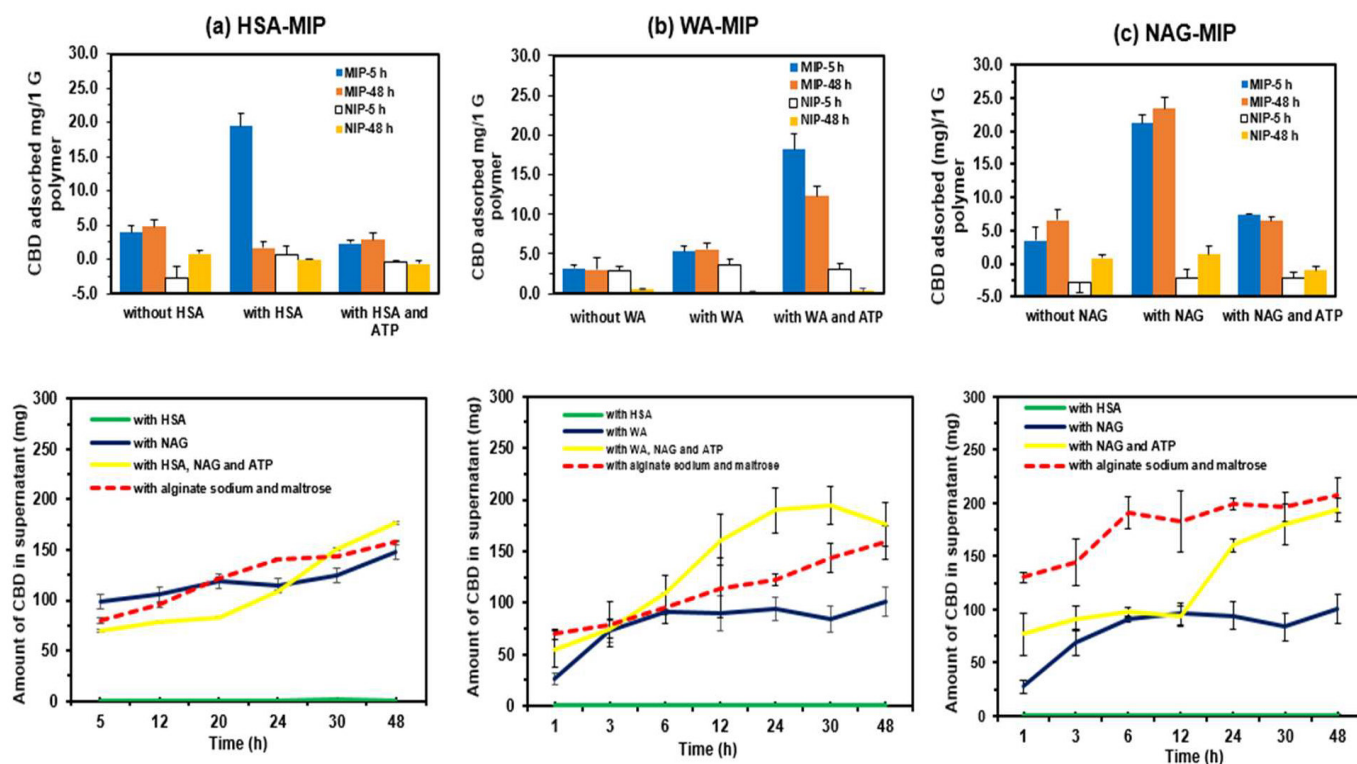 (a) HSA-MIP
CBD adsorbed mg/1 G
polymer
30.0
25.0
20.0
15.0
10.0
5.0
0.0
-5.0
MIP-5 h
MIP-48 h
NIP-5 h
NIP-48 h
without HSA
with HSA
with HSA and
ATP
(b) WA-MIP
CBD adsorbed mg/1 G
polymer
30.0
25.0
20.0
15.0
10.0
5.0
0.0
MIP-5 h
MIP-48 h
NIP-5 h
NIP-48 h
without WA
with WA
with WA and ATP
(c) NAG-MIP
CBD adsorbed (mg)/1 G
polymer
30.0
25.0
20.0
15.0
10.0
5.0
0.0
-5.0
MIP-5 h
MIP-48 h
NIP-5 h
NIP-48 h
without NAG
with NAG
with NAG and ATP
Amount of CBD in supernatant (mg)
300
250
200
150
100
50
0
with HSA
with NAG
with HSA, NAG and ATP
with alginate sodium and maltrose
5 12 20 24 30 48
Time (h)
Amount of CBD in supernatant (mg)
300
250
200
150
100
50
0
with HSA
with WA
with WA, NAG and ATP
with alginate sodium and maltrose
1 3 6 12 24 30 48
Time (h)
Amount of CBD in supernatant (mg)
300
250
200
150
100
50
0
with HSA
with NAG
with NAG and ATP
with alginate sodium and maltrose
1 3 6 12 24 30 48
Time (h)